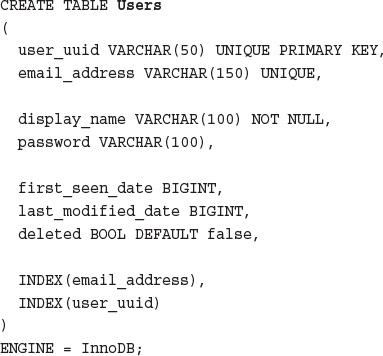 CREATE TABLE Users
(
  user_uuid VARCHAR(50) UNIQUE PRIMARY KEY,
  email_address VARCHAR(150) UNIQUE,

  display_name VARCHAR(100) NOT NULL,
  password VARCHAR(100),

  first_seen_date BIGINT,
  last_modified_date BIGINT,
  deleted BOOL DEFAULT false,

  INDEX(email_address),
  INDEX(user_uuid)
)
ENGINE = InnoDB;